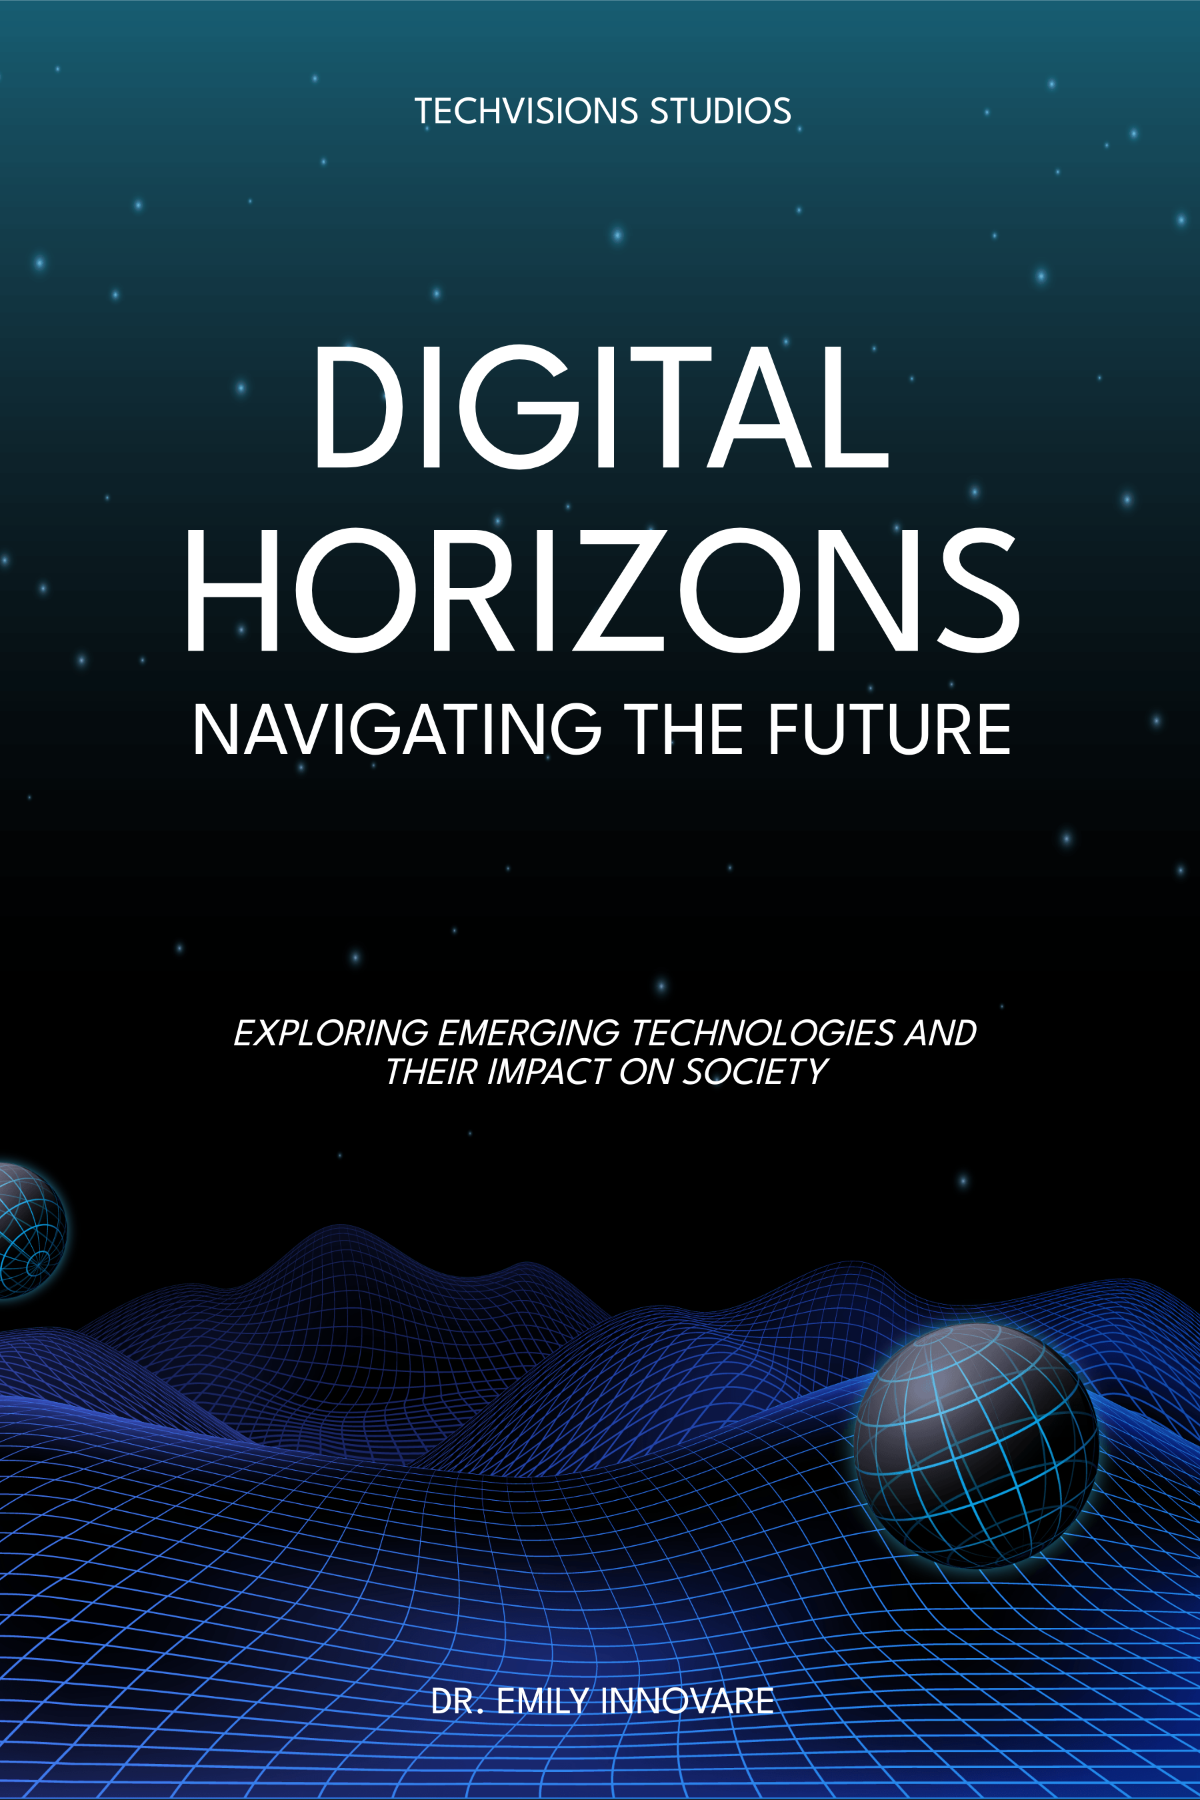 TECHVISIONS STUDIOS
DIGITAL
HORIZONS
NAVIGATING THE FUTURE
EXPLORING EMERGING TECHNOLOGIES AND
THEIR IMPACT ON SOCIETY
DR. EMILY INNOVARE